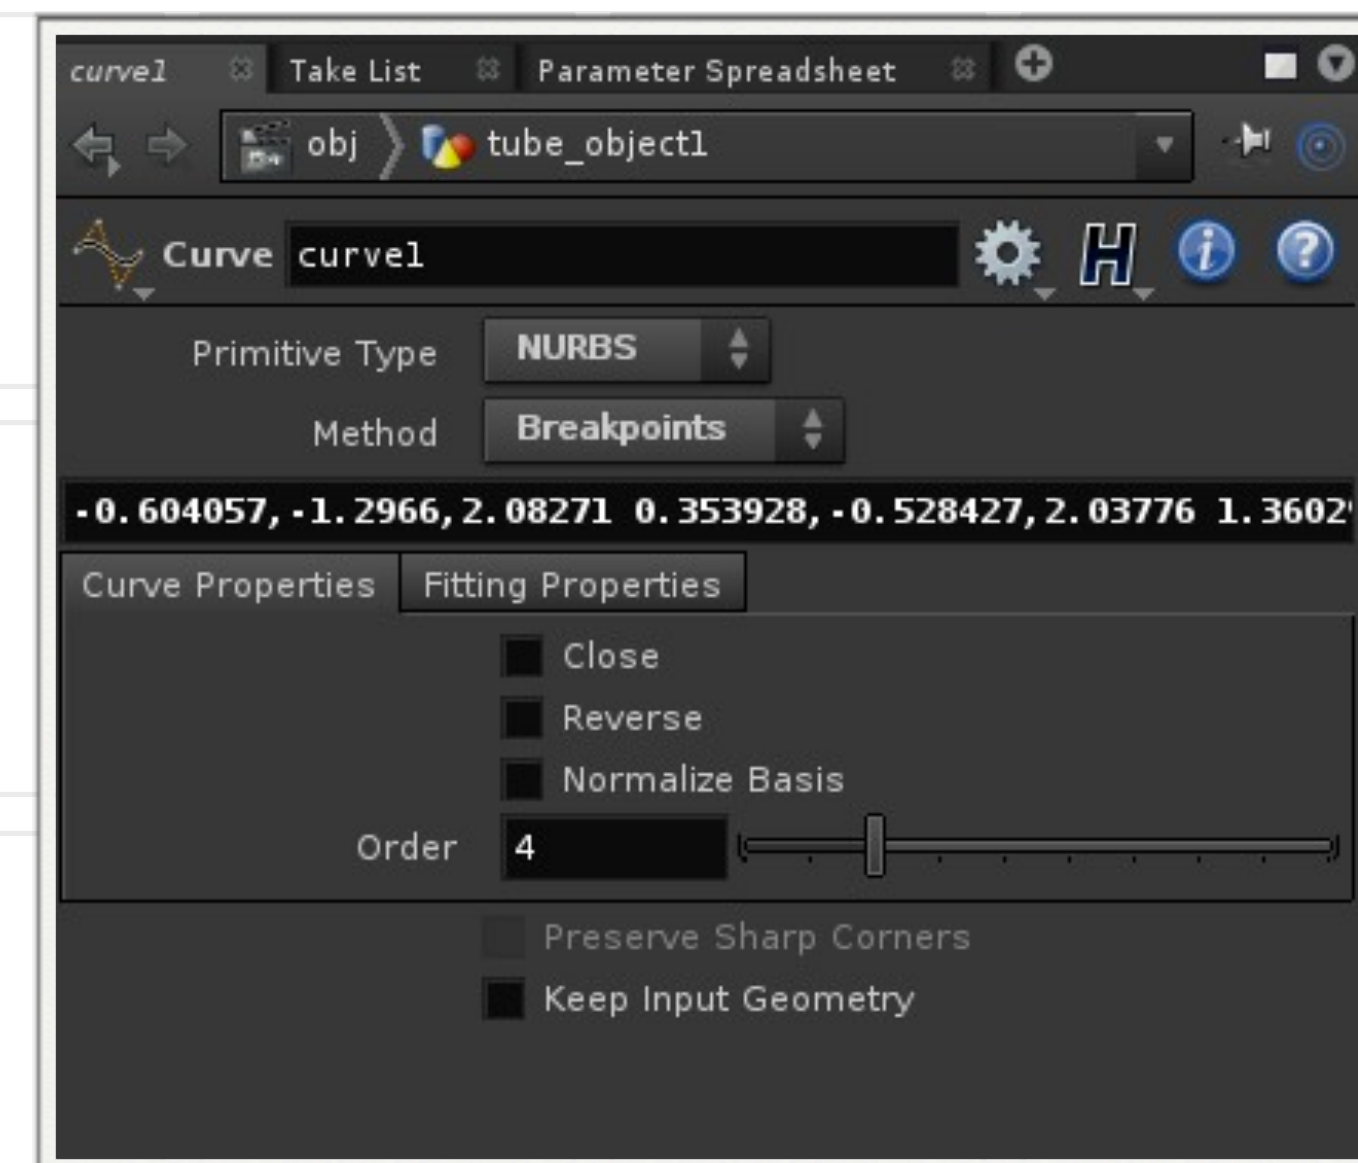 curve1 Take List Parameter Spreadsheet
obj tube_object1
Curve curve1
Primitive Type NURBS
Method Breakpoints
-0.604057,-1.2966,2.08271 0.353928,-0.528427,2.03776 1.3602
Curve Properties Fitting Properties
Close
Reverse
Normalize Basis
Order 4
Preserve Sharp Corners
Keep Input Geometry